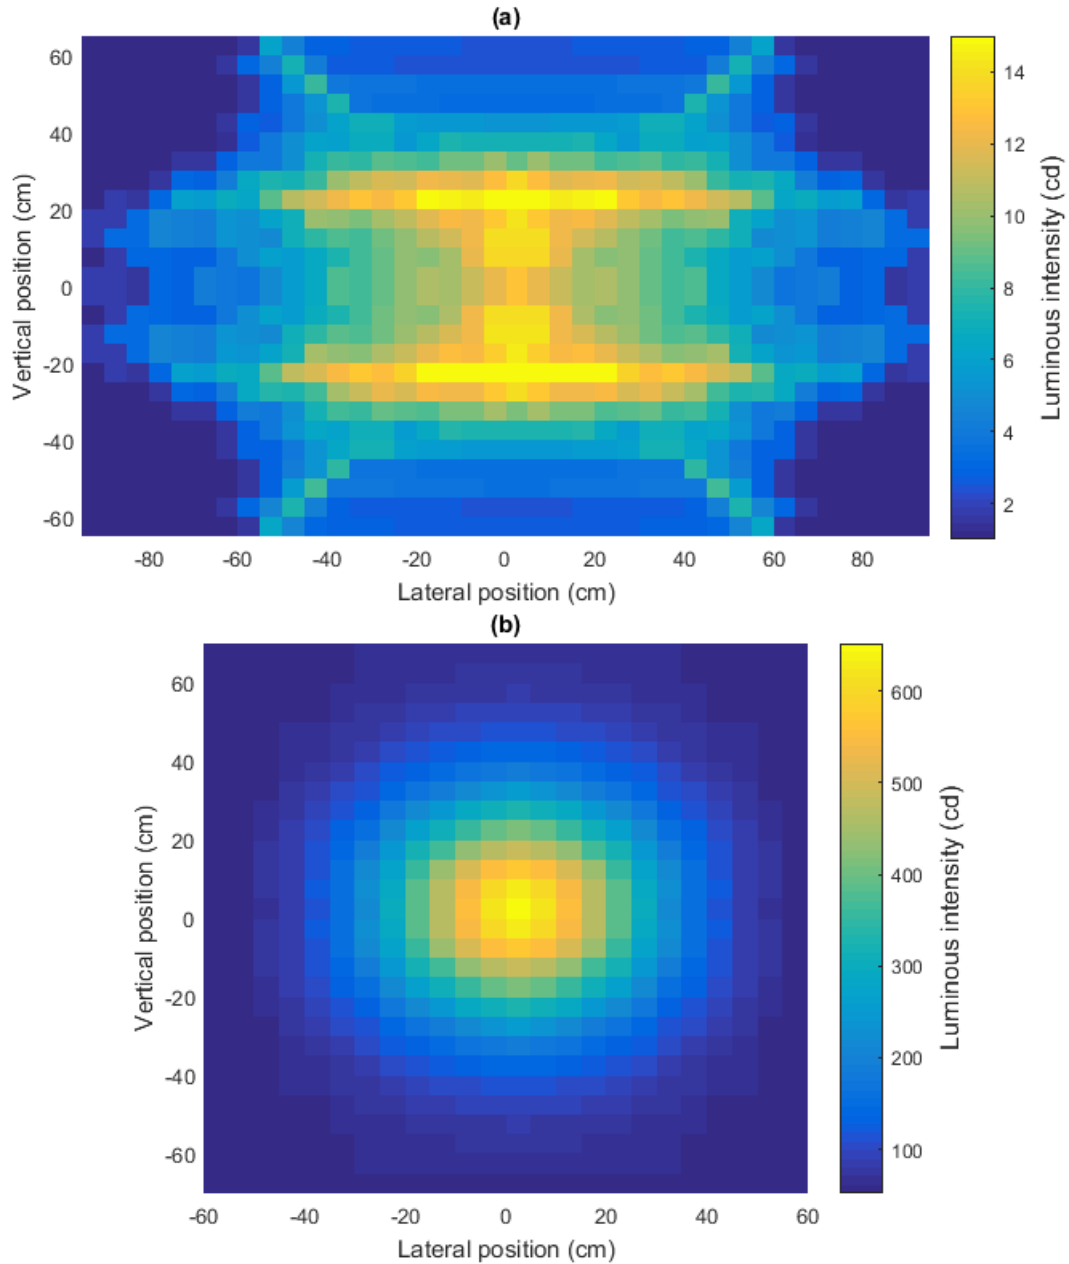 (a)
60
40
20
0
-20
-40
-60
Vertical position (cm)
-80 -60 -40 -20 0 20 40 60 80
Lateral position (cm)
14
12
10
8
6
4
2
Luminous intensity (cd)
(b)
60
40
20
0
-20
-40
-60
Vertical position (cm)
-60 -40 -20 0 20 40 60
Lateral position (cm)
600
500
400
300
200
100
Luminous intensity (cd)